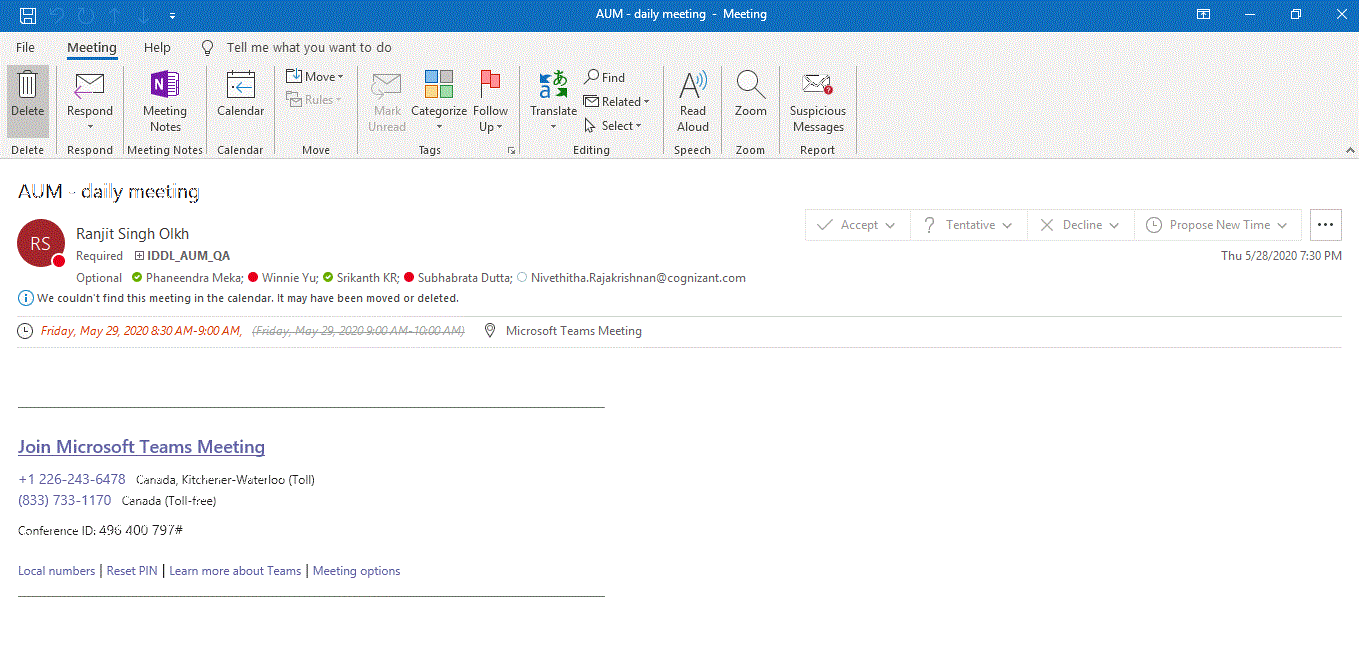 AUM - daily meeting - Meeting
File Meeting Help Tell me what you want to do
Delete Respond Meeting Notes Calendar Move Rules Mark Unread Categorize Follow Up Translate Find Related Select Read Aloud Zoom Suspicious Messages
Delete Respond Meeting Notes Calendar Move Tags Editing Speech Zoom Report
AUM - daily meeting
Accept Tentative Decline Propose New Time ...
RS
Ranjit Singh Olkh
Required IDDL_AUM_QA Thu 5/28/2020 7:30 PM
Optional Phaneendra Meka; Winnie Yu; Srikanth KR; Subhabrata Dutta; Nivethitha.Rajakrishnan@cognizant.com
We couldn't find this meeting in the calendar. It may have been moved or deleted.
Friday, May 29, 2020 8:30 AM-9:00 AM, (Friday, May 29, 2020 9:00 AM-10:00 AM) Microsoft Teams Meeting
Join Microsoft Teams Meeting
+1 226-243-6478 Canada, Kitchener-Waterloo (Toll)
(833) 733-1170 Canada (Toll-free)
Conference ID: 496 400 797#
Local numbers | Reset PIN | Learn more about Teams | Meeting options